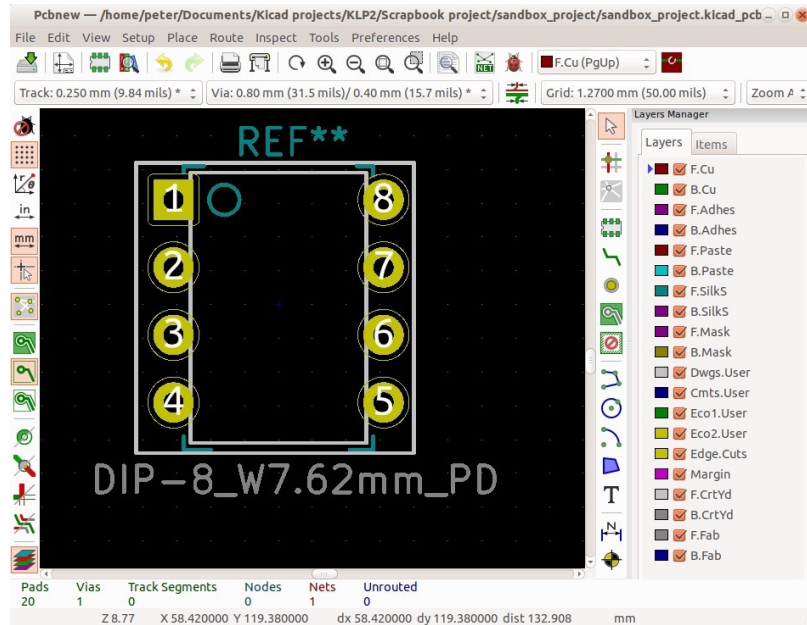 Pcbnew — /home/peter/Documents/Kicad projects/KLP2/Scrapbook project/sandbox_project/sandbox_project.kicad_pcb
File Edit View Setup Place Route Inspect Tools Preferences Help
NET F.Cu (PgUp)
Track: 0.250 mm (9.84 mils) * Via: 0.80 mm (31.5 mils)/ 0.40 mm (15.7 mils) * Grid: 1.2700 mm (50.00 mils) Zoom A
Layers Manager
Layers Items
F.Cu
B.Cu
F.Adhes
B.Adhes
F.Paste
B.Paste
F.SilkS
B.SilkS
F.Mask
B.Mask
Dwgs.User
Cmts.User
Eco1.User
Eco2.User
Edge.Cuts
Margin
F.CrtYd
B.CrtYd
F.Fab
B.Fab
in
mm
REF**
1 8
2 7
3 6
4 5
DIP-8_W7.62mm_PD
T
N
Pads Vias Track Segments Nodes Nets Unrouted
20 1 0 0 1 0
Z 8.77 X 58.420000 Y 119.380000 dx 58.420000 dy 119.380000 dist 132.908 mm